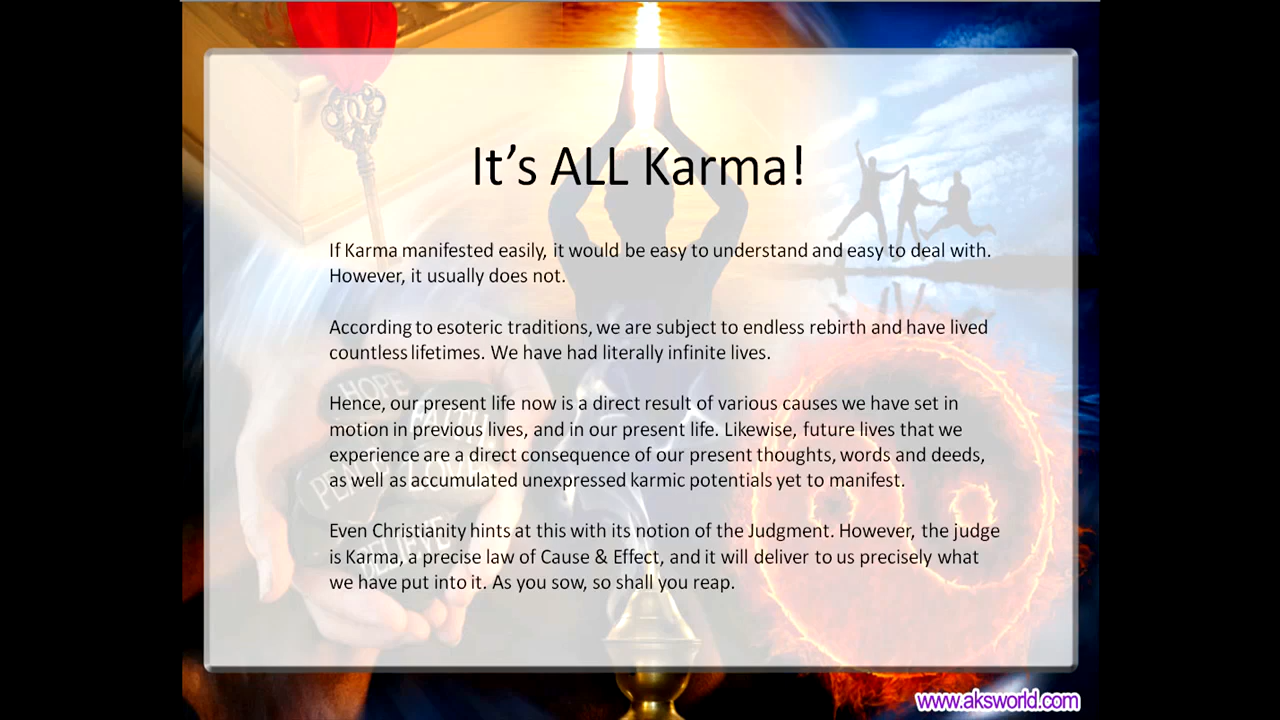 It's ALL Karma!
If Karma manifested easily, it would be easy to understand and easy to deal with.
However, it usually does not.
According to esoteric traditions, we are subject to endless rebirth and have lived
countless lifetimes. We have had literally infinite lives.
Hence, our present life now is a direct result of various causes we have set in
motion in previous lives, and in our present life. Likewise, future lives that we
experience are a direct consequence of our present thoughts, words and deeds,
as well as accumulated unexpressed karmic potentials yet to manifest.
Even Christianity hints at this with its notion of the Judgment. However, the judge
is Karma, a precise law of Cause & Effect, and it will deliver to us precisely what
we have put into it. As you sow, so shall you reap.
HOPE
FAITH
PEACE
LOVE
BELIEVE
www.aksworld.com